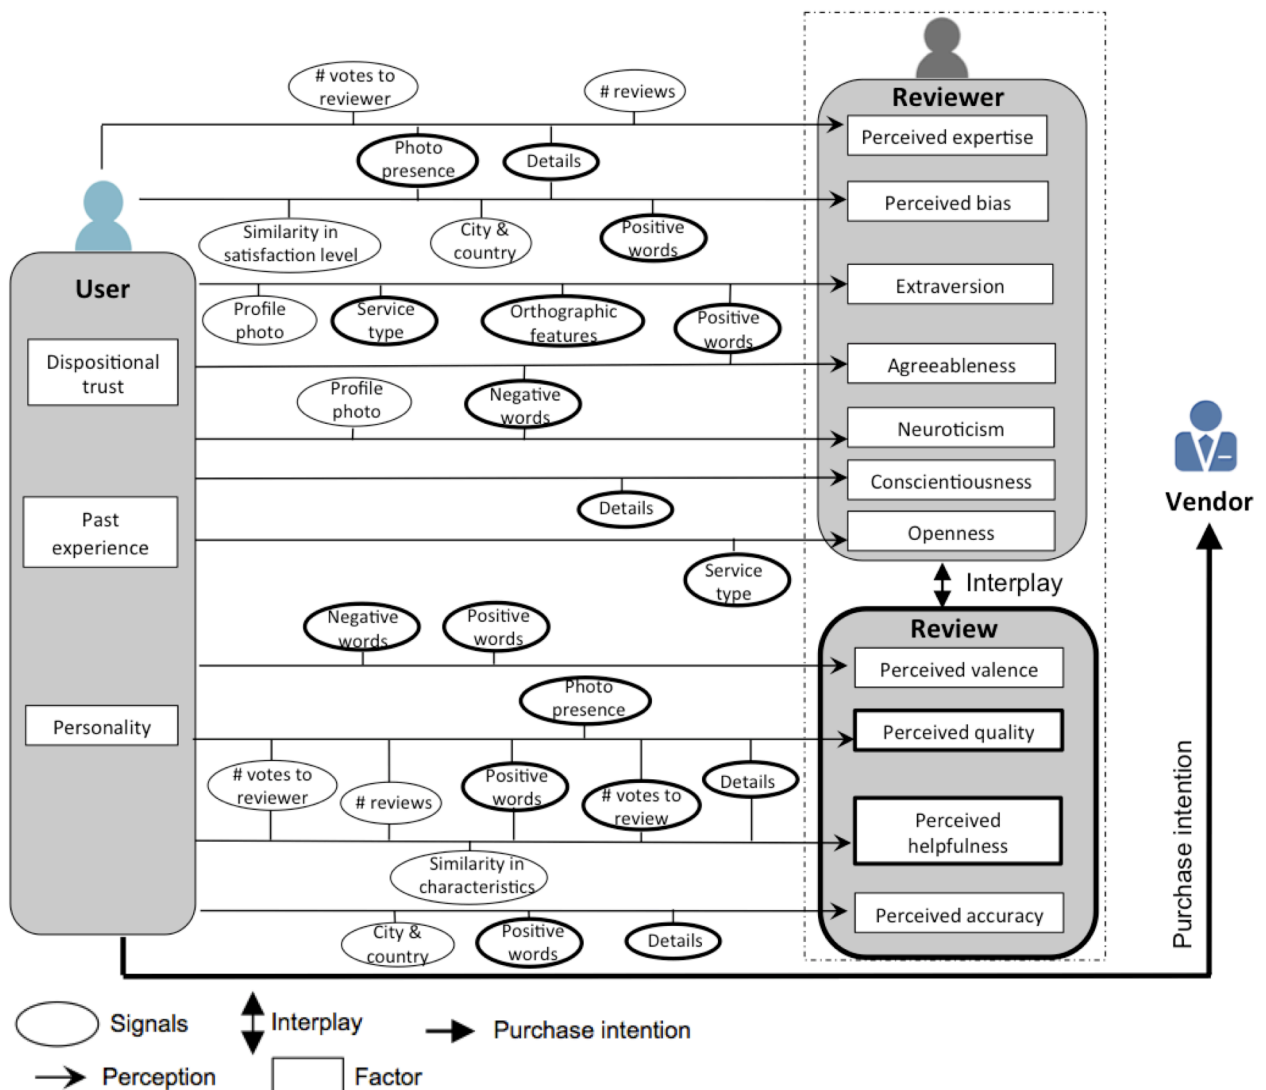 # votes to
reviewer
# reviews
Reviewer
Perceived expertise
Photo
presence
Details
Perceived bias
Similarity in
satisfaction level
City &
country
Positive
words
User
Extraversion
Profile
photo
Service
type
Orthographic
features
Positive
words
Dispositional
trust
Agreeableness
Profile
photo
Negative
words
Neuroticism
Conscientiousness
Details
Past
experience
Openness
Service
type
Vendor
Interplay
Negative
words
Positive
words
Review
Perceived valence
Photo
presence
Personality
Perceived quality
# votes to
reviewer
# reviews
Positive
words
# votes to
review
Details
Perceived
helpfulness
Similarity in
characteristics
Perceived accuracy
City &
country
Positive
words
Details
Purchase intention
Signals
Interplay
Purchase intention
Perception
Factor